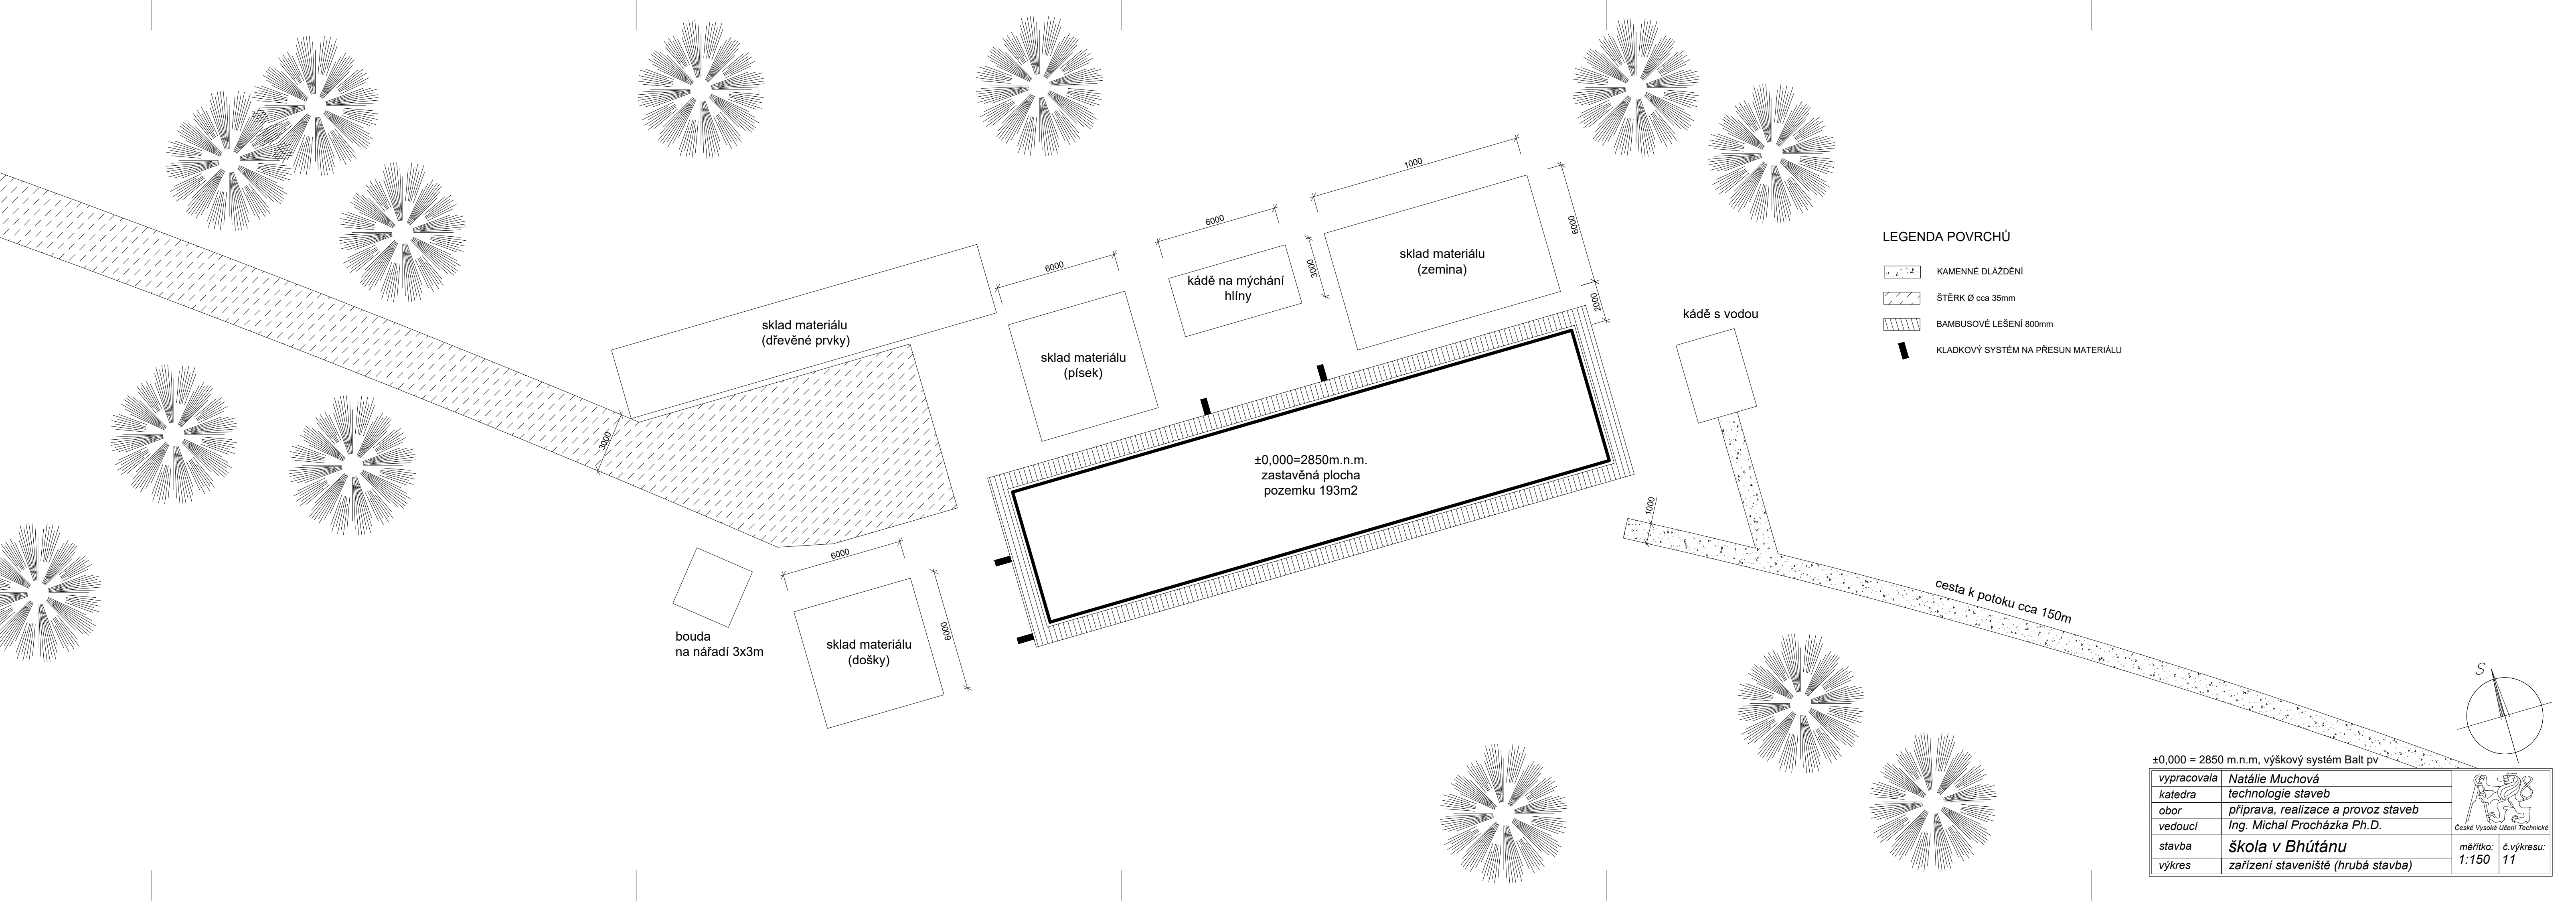 1000
6000
6000
6000
3000
2000
6000
sklad materiálu
(zemina)
kádě na mýchání
hlíny
sklad materiálu
(dřevěné prvky)
sklad materiálu
(písek)
kádě s vodou
LEGENDA POVRCHŮ
KAMENNÉ DLÁŽDĚNÍ
ŠTĚRK Ø cca 35mm
BAMBUSOVÉ LEŠENÍ 800mm
KLADKOVÝ SYSTÉM NA PŘESUN MATERIÁLU
3000
±0,000=2850m.n.m.
zastavěná plocha
pozemku 193m2
1000
6000
6000
bouda
na nářadí 3x3m
sklad materiálu
(došky)
cesta k potoku cca 150m
S
±0,000 = 2850 m.n.m, výškový systém Balt pv
vypracovala Natálie Muchová
katedra technologie staveb
obor příprava, realizace a provoz staveb
vedoucí Ing. Michal Procházka Ph.D.
České Vysoké Učení Technické
stavba škola v Bhútánu
měřítko: č.výkresu:
1:150 11
výkres zařízení staveniště (hrubá stavba)